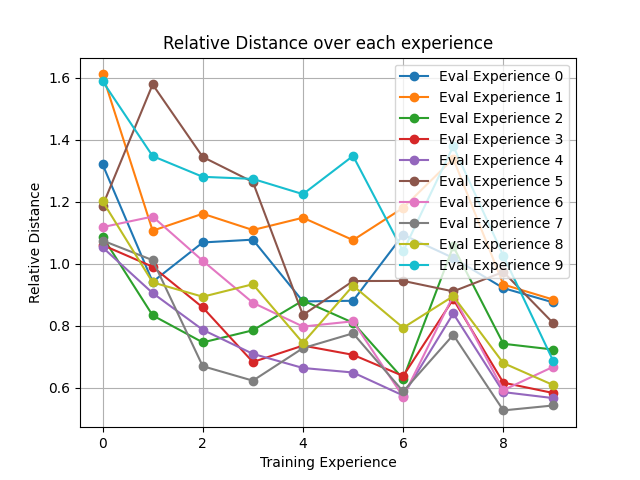 Relative Distance over each experience
Relative Distance
1.6
1.4
1.2
1.0
0.8
0.6
0
2
4
6
8
Training Experience
Eval Experience 0
Eval Experience 1
Eval Experience 2
Eval Experience 3
Eval Experience 4
Eval Experience 5
Eval Experience 6
Eval Experience 7
Eval Experience 8
Eval Experience 9